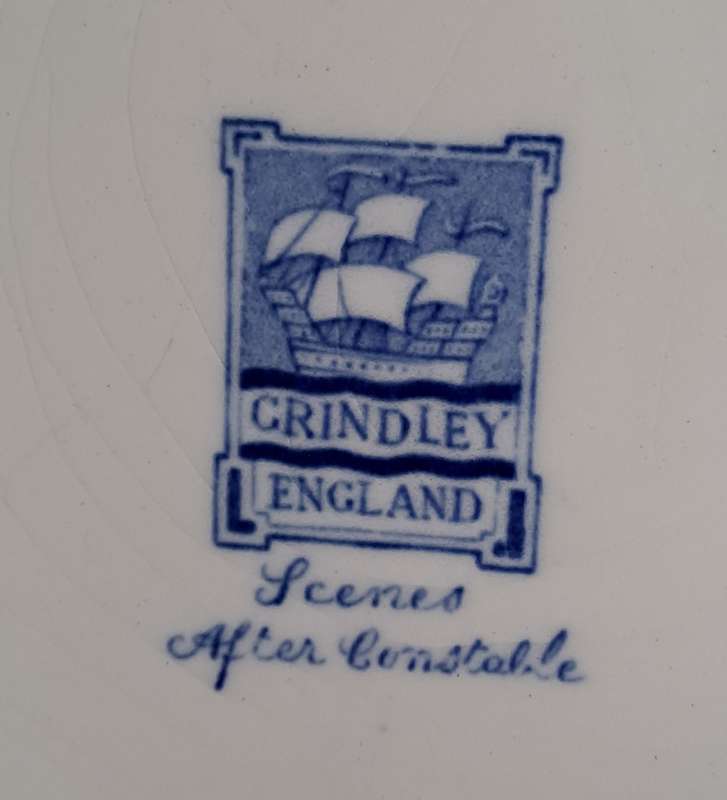 GRINDLEY
ENGLAND
Scenes
After Constable